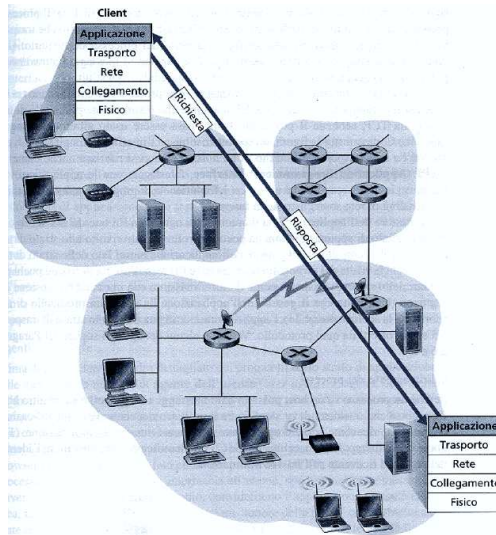 Client
Applicazione
Trasporto
Rete
Collegamento
Fisico
Richiesta
Risposta
Applicazione
Trasporto
Rete
Collegamento
Fisico